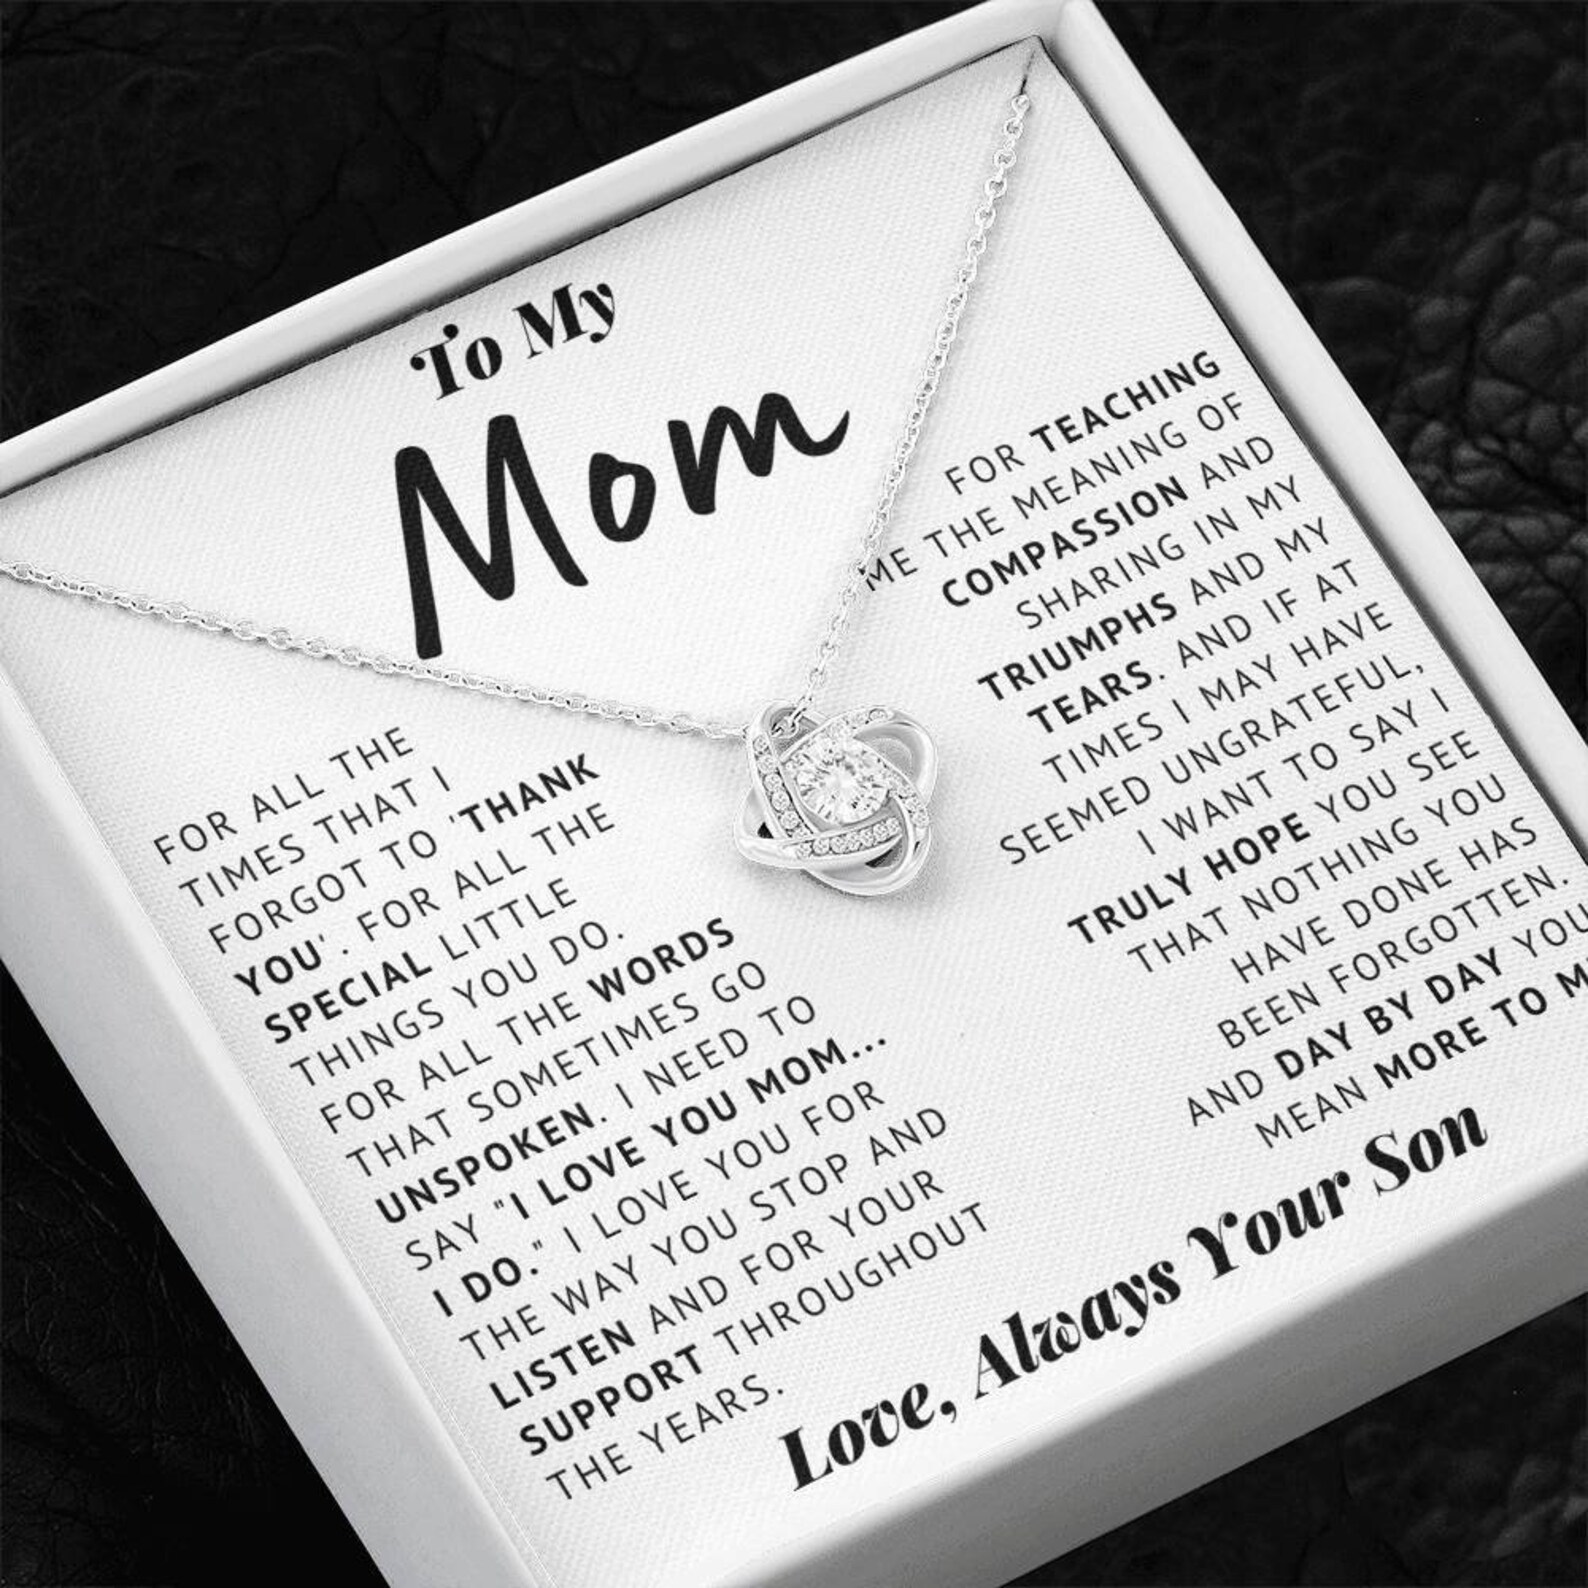 To My
Mom
FOR ALL THE
TIMES THAT I
FORGOT TO 'THANK
YOU'. FOR ALL THE
SPECIAL LITTLE
THINGS YOU DO.
FOR ALL THE WORDS
THAT SOMETIMES GO
UNSPOKEN. I NEED TO
SAY "I LOVE YOU MOM...
I DO." I LOVE YOU FOR
THE WAY YOU STOP AND
LISTEN AND FOR YOUR
SUPPORT THROUGHOUT
THE YEARS.
FOR TEACHING
ME THE MEANING OF
COMPASSION AND
SHARING IN MY
TRIUMPHS AND MY
TEARS. AND IF AT
TIMES I MAY HAVE
SEEMED UNGRATEFUL,
I WANT TO SAY I
TRULY HOPE YOU SEE
THAT NOTHING YOU
HAVE DONE HAS
BEEN FORGOTTEN.
AND DAY BY DAY YOU
MEAN MORE TO ME
Love, Always Your Son